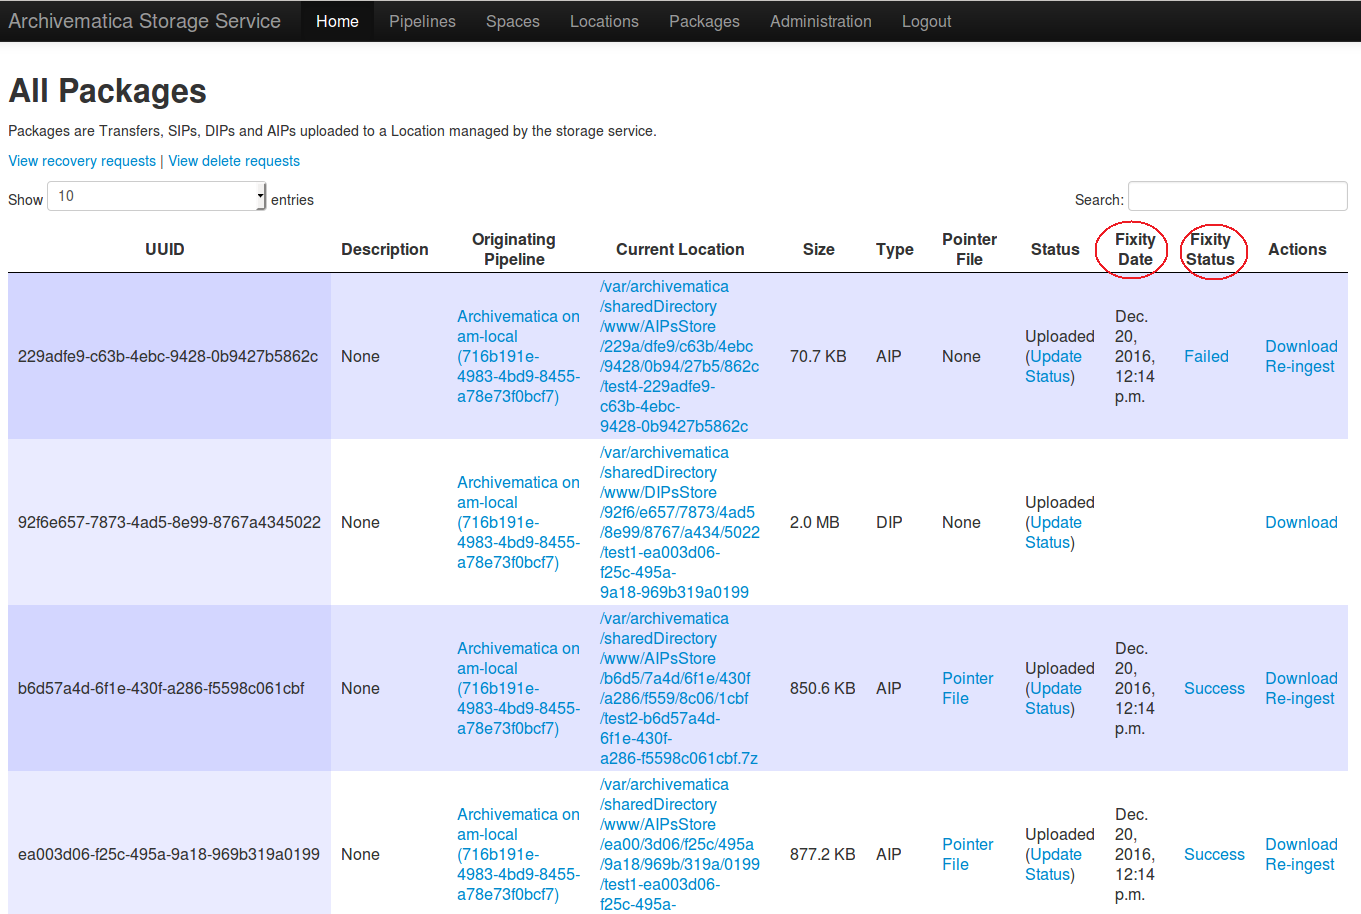 Archivematica Storage Service Home Pipelines Spaces Locations Packages Administration Logout
All Packages
Packages are Transfers, SIPs, DIPs and AIPs uploaded to a Location managed by the storage service.
View recovery requests | View delete requests
Show 10 entries Search:
UUID Description Originating Pipeline Current Location Size Type Pointer File Status Fixity Date Fixity Status Actions
229adfe9-c63b-4ebc-9428-0b9427b5862c
None
Archivematica on
am-local
(716b191e-
4983-4bd9-8455-
a78e73f0bcf7)
/var/archivematica
/sharedDirectory
/www/AIPsStore
/229a/dfe9/c63b/4ebc
/9428/0b94/27b5/862c
/test4-229adfe9-
c63b-4ebc-
9428-0b9427b5862c
70.7 KB
AIP
None
Uploaded
(Update
Status)
Dec.
20,
2016,
12:14
p.m.
Failed
Download
Re-ingest
92f6e657-7873-4ad5-8e99-8767a4345022
None
Archivematica on
am-local
(716b191e-
4983-4bd9-8455-
a78e73f0bcf7)
/var/archivematica
/sharedDirectory
/www/DIPsStore
/92f6/e657/7873/4ad5
/8e99/8767/a434/5022
/test1-ea003d06-
f25c-495a-
9a18-969b319a0199
2.0 MB
DIP
None
Uploaded
(Update
Status)
Download
b6d57a4d-6f1e-430f-a286-f5598c061cbf
None
Archivematica on
am-local
(716b191e-
4983-4bd9-8455-
a78e73f0bcf7)
/var/archivematica
/sharedDirectory
/www/AIPsStore
/b6d5/7a4d/6f1e/430f
/a286/f559/8c06/1cbf
/test2-b6d57a4d-
6f1e-430f-
a286-f5598c061cbf.7z
850.6 KB
AIP
Pointer
File
Uploaded
(Update
Status)
Dec.
20,
2016,
12:14
p.m.
Success
Download
Re-ingest
ea003d06-f25c-495a-9a18-969b319a0199
None
Archivematica on
am-local
(716b191e-
4983-4bd9-8455-
a78e73f0bcf7)
/var/archivematica
/sharedDirectory
/www/AIPsStore
/ea00/3d06/f25c/495a
/9a18/969b/319a/0199
/test1-ea003d06-
f25c-495a-
877.2 KB
AIP
Pointer
File
Uploaded
(Update
Status)
Dec.
20,
2016,
12:14
p.m.
Success
Download
Re-ingest